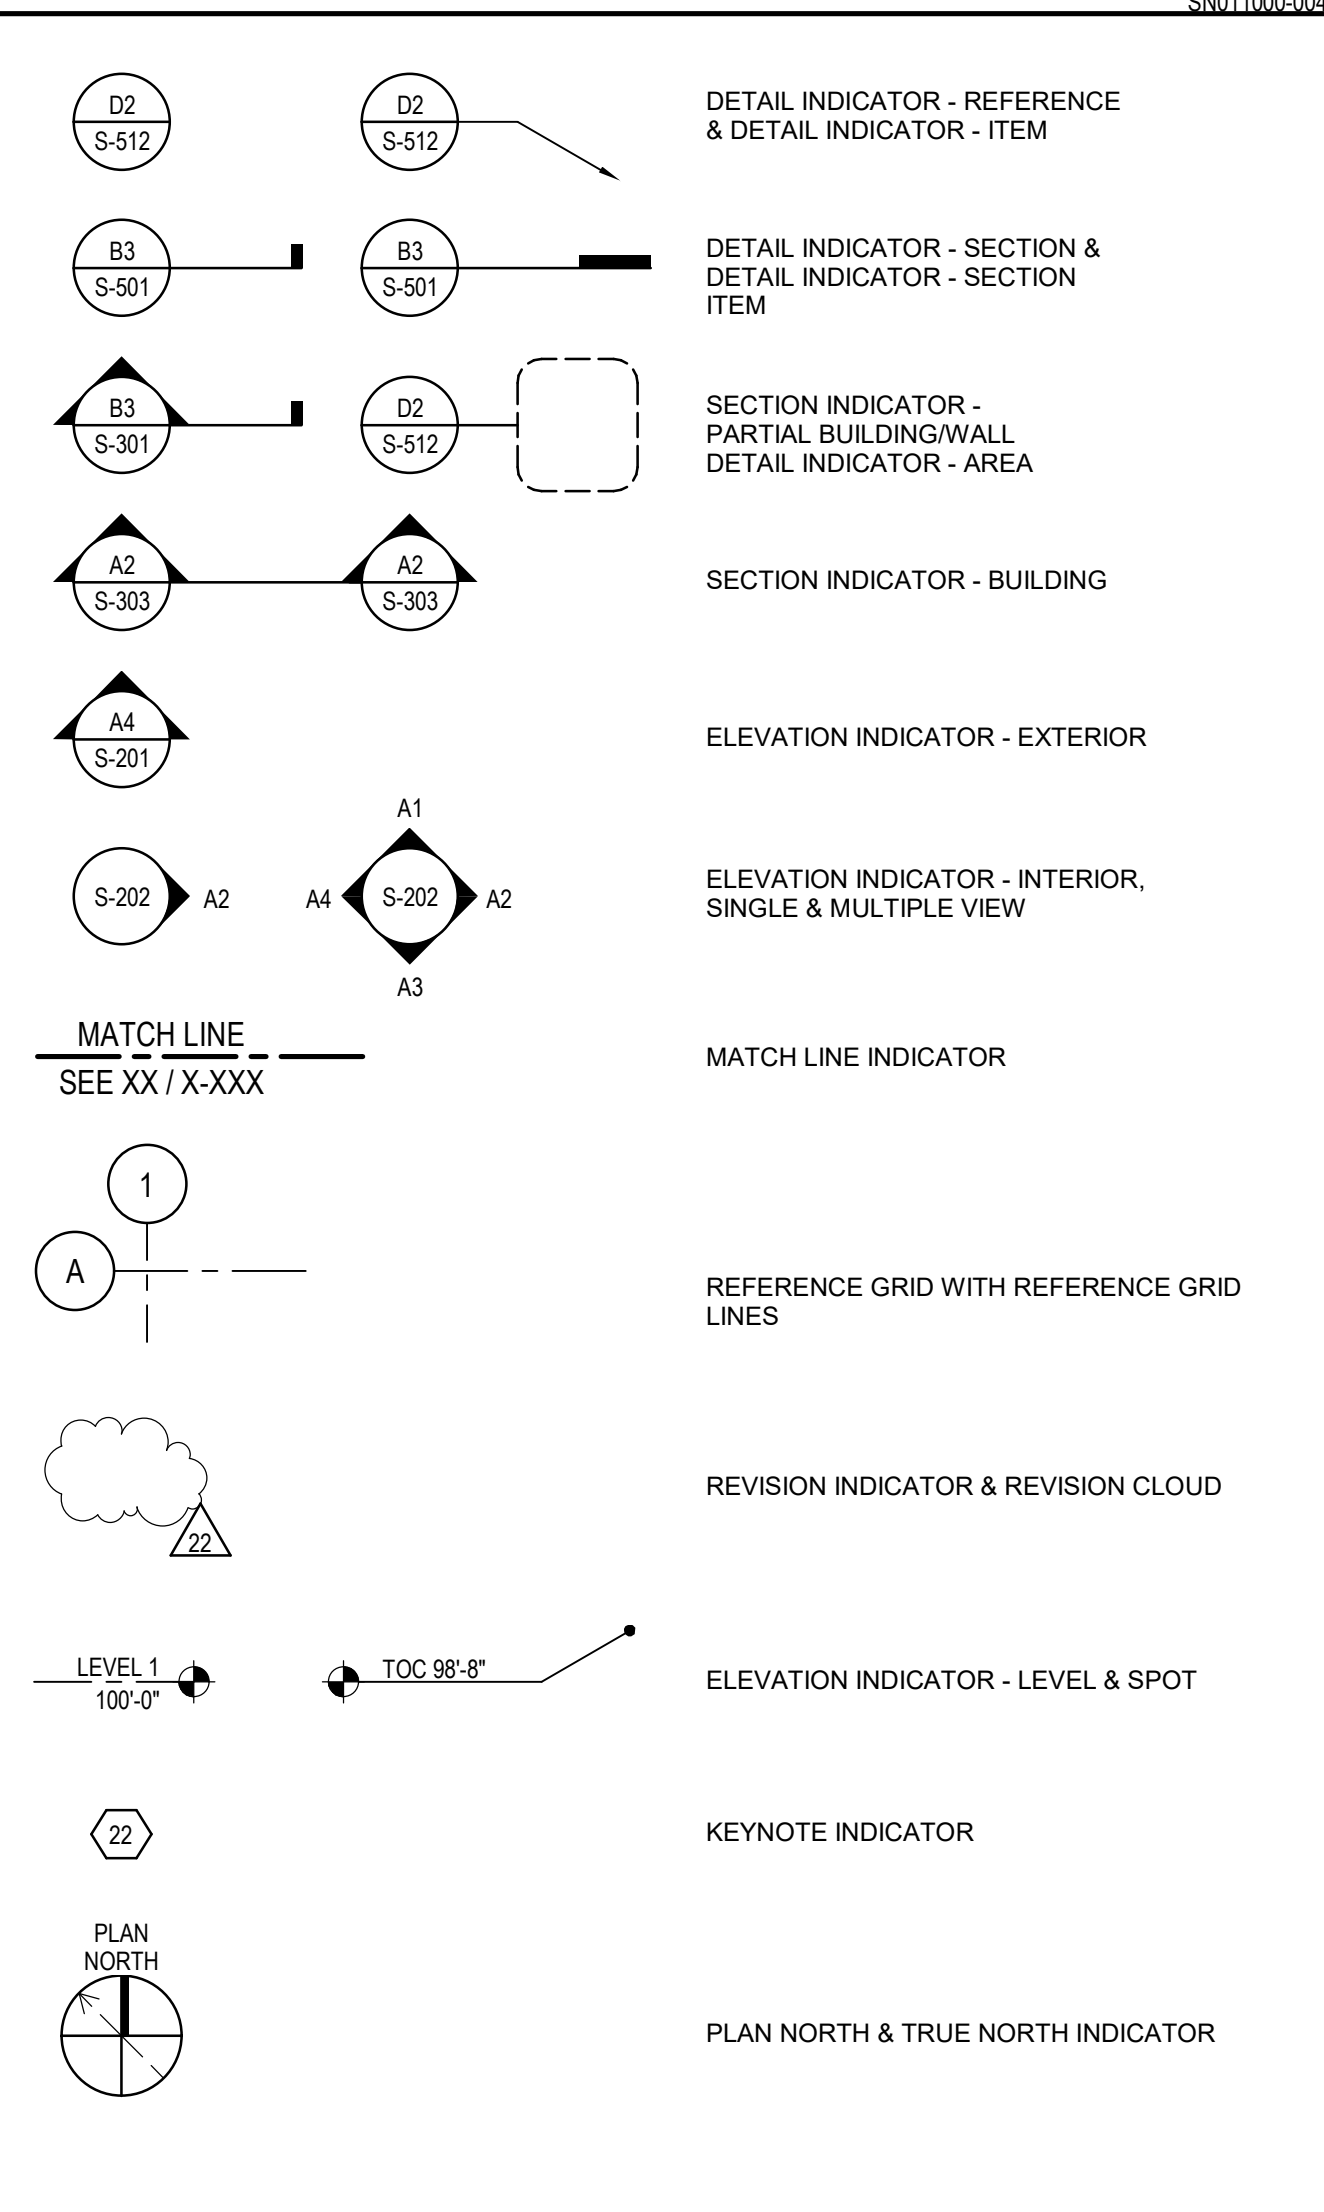 SN011000-004
D2
S-512
D2
S-512
DETAIL INDICATOR - REFERENCE
& DETAIL INDICATOR - ITEM
B3
S-501
B3
S-501
DETAIL INDICATOR - SECTION &
DETAIL INDICATOR - SECTION
ITEM
B3
S-301
D2
S-512
SECTION INDICATOR -
PARTIAL BUILDING/WALL
DETAIL INDICATOR - AREA
A2
S-303
A2
S-303
SECTION INDICATOR - BUILDING
A4
S-201
ELEVATION INDICATOR - EXTERIOR
S-202
A2
A1
A4
S-202
A2
A3
ELEVATION INDICATOR - INTERIOR,
SINGLE & MULTIPLE VIEW
MATCH LINE
SEE XX / X-XXX
MATCH LINE INDICATOR
1
A
REFERENCE GRID WITH REFERENCE GRID
LINES
22
REVISION INDICATOR & REVISION CLOUD
LEVEL 1
100'-0"
TOC 98'-8"
ELEVATION INDICATOR - LEVEL & SPOT
22
KEYNOTE INDICATOR
PLAN
NORTH
PLAN NORTH & TRUE NORTH INDICATOR